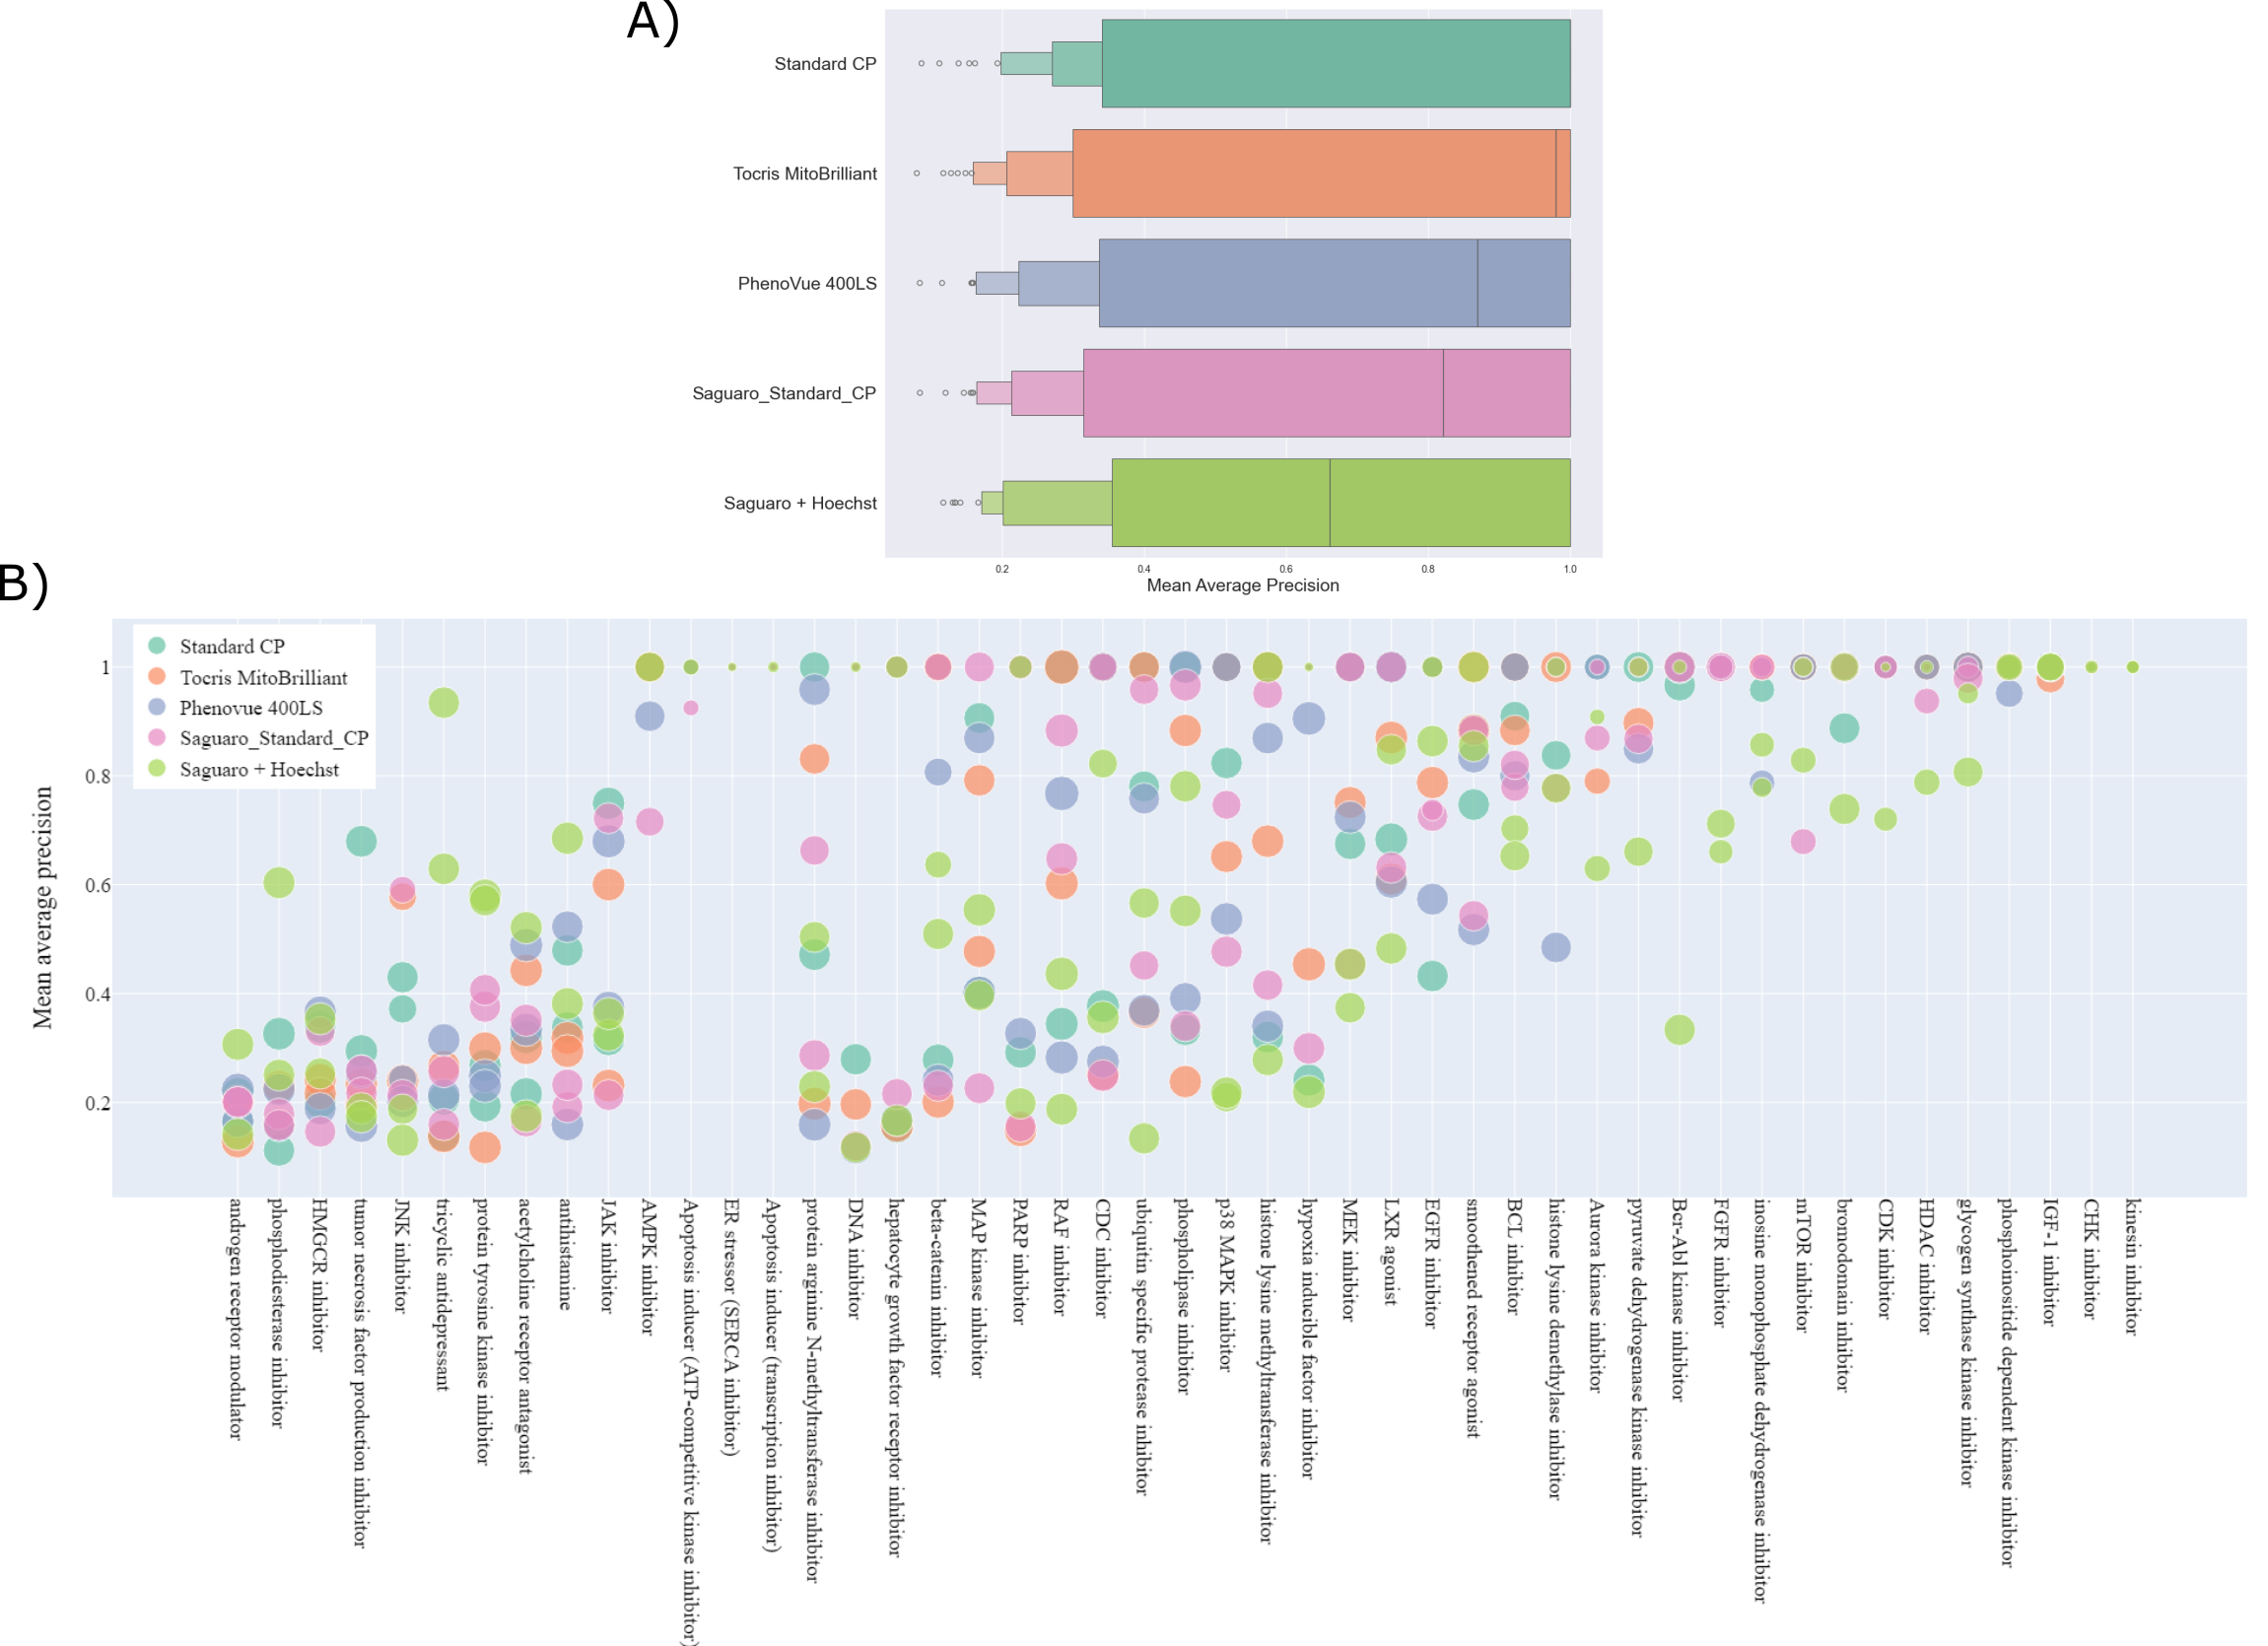 A)
Standard CP
Tocris MitoBrilliant
PhenoVue 400LS
Saguaro_Standard_CP
Saguaro + Hoechst
0.2 0.4 0.6 0.8 1.0
Mean Average Precision
B)
Standard CP
Tocris MitoBrilliant
Phenovue 400LS
Saguaro_Standard_CP
Saguaro + Hoechst
1
0.8
0.6
0.4
0.2
Mean average precision
androgen receptor modulator
phosphodiesterase inhibitor
HMGCR inhibitor
tumor necrosis factor production inhibitor
JNK inhibitor
tricyclic antidepressant
protein tyrosine kinase inhibitor
acetylcholine receptor antagonist
antihistamine
JAK inhibitor
AMPK inhibitor
Apoptosis inducer (ATP-competitive kinase inhibitor)
ER stressor (SERCA inhibitor)
Apoptosis inducer (transcription inhibitor)
protein arginine N-methyltransferase inhibitor
DNA inhibitor
hepatocyte growth factor receptor inhibitor
beta-catenin inhibitor
MAP kinase inhibitor
PARP inhibitor
RAF inhibitor
CDC inhibitor
ubiquitin specific protease inhibitor
phospholipase inhibitor
p38 MAPK inhibitor
histone lysine methyltransferase inhibitor
hypoxia inducible factor inhibitor
MEK inhibitor
LXR agonist
EGFR inhibitor
smoothened receptor agonist
BCL inhibitor
histone lysine demethylase inhibitor
Aurora kinase inhibitor
pyruvate dehydrogenase kinase inhibitor
Bcr-Abl kinase inhibitor
FGFR inhibitor
inosine monophosphate dehydrogenase inhibitor
mTOR inhibitor
bromodomain inhibitor
CDK inhibitor
HDAC inhibitor
glycogen synthase kinase inhibitor
phosphoinositide dependent kinase inhibitor
IGF-1 inhibitor
CHK inhibitor
kinesin inhibitor